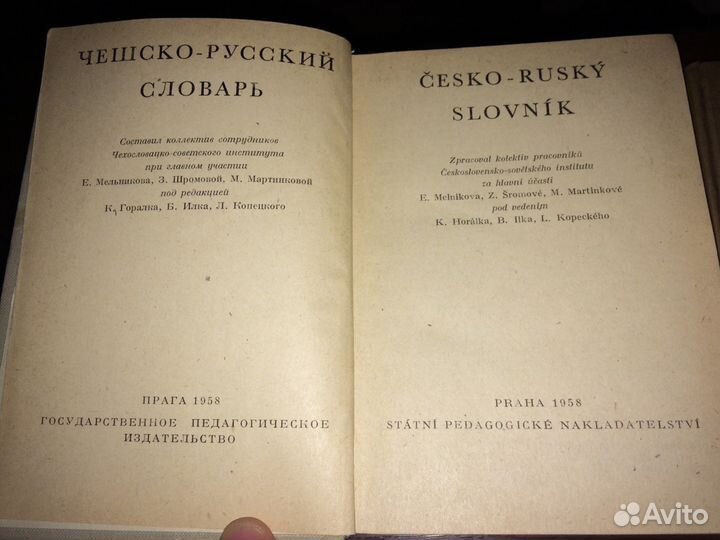 ЧЕШСКО-РУССКИЙ
СЛОВАРЬ
Составил коллектив сотрудников
Чехословацко-советского института
при главном участии
Е. Мельникова, З. Шромовой, М. Мартинковой
под редакцией
К. Горалка, Б. Илка, Л. Копецкого
ПРАГА 1958
ГОСУДАРСТВЕННОЕ ПЕДАГОГИЧЕСКОЕ
ИЗДАТЕЛЬСТВО
ČESKO-RUSKÝ
SLOVNÍK
Zpracoval kolektiv pracovníků
Československo-sovětského institutu
za hlavní účasti
E. Melnikova, Z. Šromové, M. Martinkové
pod vedením
K. Horálka, B. Ilka, L. Kopeckého
PRAHA 1958
STÁTNÍ PEDAGOGICKÉ NAKLADATELSTVÍ
Avito